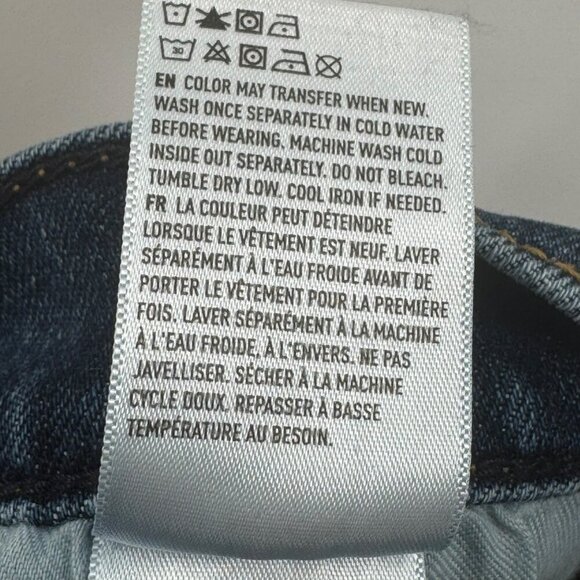 30
EN COLOR MAY TRANSFER WHEN NEW.
WASH ONCE SEPARATELY IN COLD WATER
BEFORE WEARING, MACHINE WASH COLD
INSIDE OUT SEPARATELY. DO NOT BLEACH.
TUMBLE DRY LOW. COOL IRON IF NEEDED.
FR LA COULEUR PEUT DÉTEINDRE
LORSQUE LE VÊTEMENT EST NEUF. LAVER
SÉPARÉMENT À L'EAU FROIDE AVANT DE
PORTER LE VÊTEMENT POUR LA PREMIÈRE
FOIS. LAVER SÉPARÉMENT À LA MACHINE
À L'EAU FROIDE, À L'ENVERS. NE PAS
JAVELLISER. SÉCHER À LA MACHINE
CYCLE DOUX. REPASSER À BASSE
TEMPÉRATURE AU BESOIN.